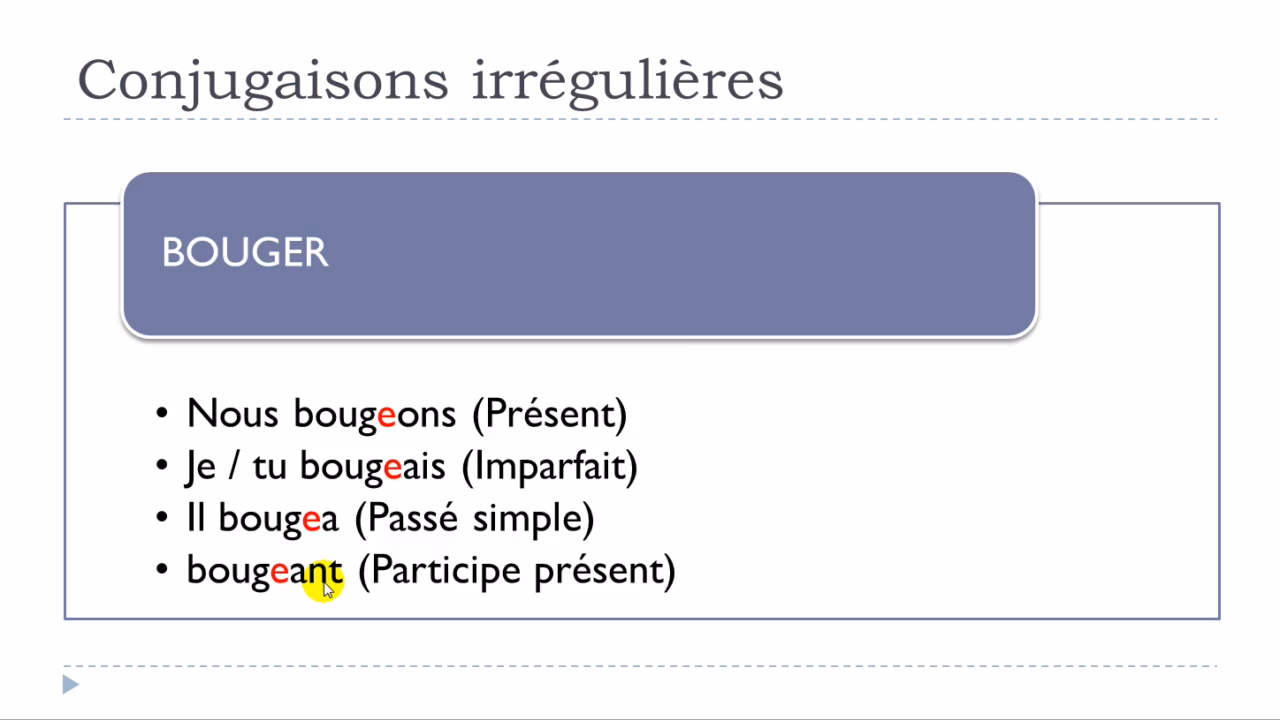 Conjugaisons irrégulières
BOUGER
• Nous bougeons (Présent)
• Je / tu bougeais (Imparfait)
• Il bougea (Passé simple)
• bougeant (Participe présent)